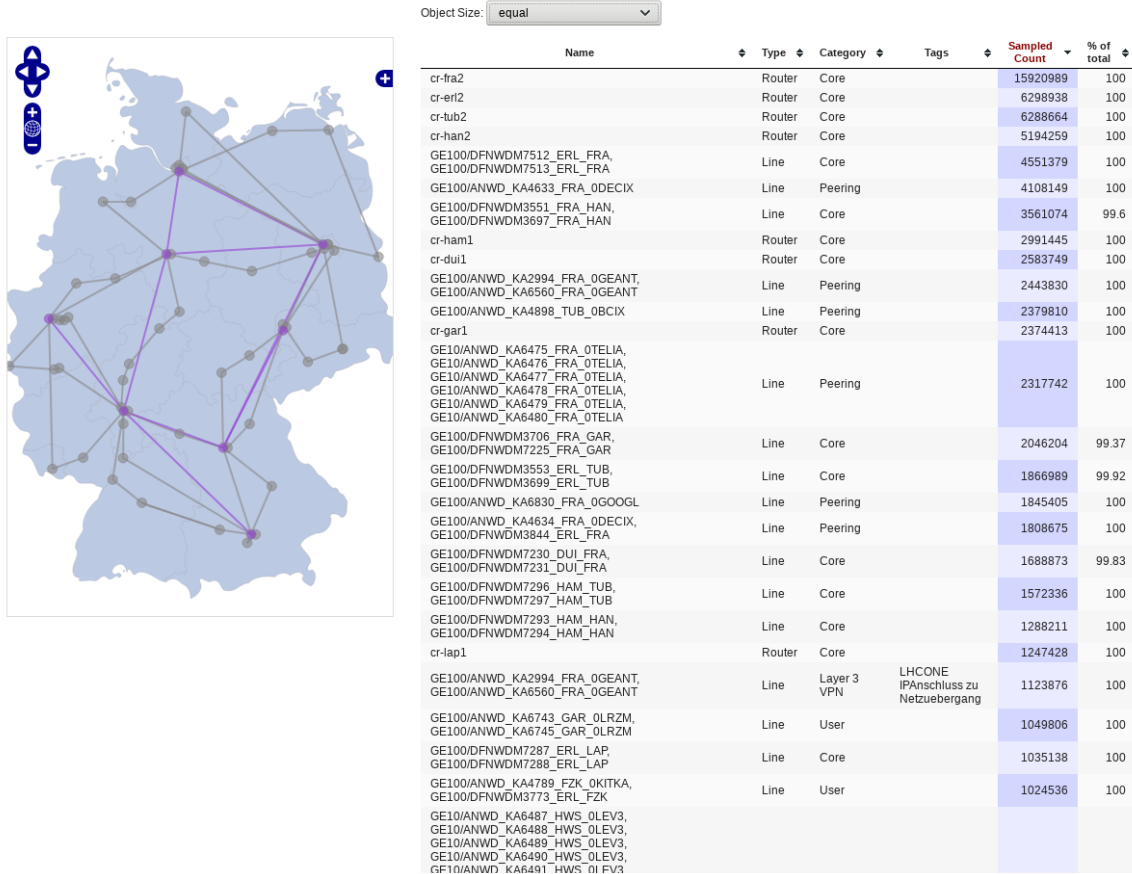 Object Size: equal
Name Type Category Tags Sampled Count % of total
cr-fra2 Router Core 15920989 100
cr-erl2 Router Core 6298938 100
cr-tub2 Router Core 6288664 100
cr-han2 Router Core 5194259 100
GE100/DFNWDM7512_ERL_FRA,
GE100/DFNWDM7513_ERL_FRA Line Core 4551379 100
GE100/ANWD_KA4633_FRA_0DECIX Line Peering 4108149 100
GE100/DFNWDM3551_FRA_HAN,
GE100/DFNWDM3697_FRA_HAN Line Core 3561074 99.6
cr-ham1 Router Core 2991445 100
cr-dui1 Router Core 2583749 100
GE100/ANWD_KA2994_FRA_0GEANT,
GE100/ANWD_KA6560_FRA_0GEANT Line Peering 2443830 100
GE100/ANWD_KA4898_TUB_0BCIX Line Peering 2379810 100
cr-gar1 Router Core 2374413 100
GE10/ANWD_KA6475_FRA_0TELIA,
GE10/ANWD_KA6476_FRA_0TELIA,
GE10/ANWD_KA6477_FRA_0TELIA,
GE10/ANWD_KA6478_FRA_0TELIA,
GE10/ANWD_KA6479_FRA_0TELIA,
GE10/ANWD_KA6480_FRA_0TELIA Line Peering 2317742 100
GE100/DFNWDM3706_FRA_GAR,
GE100/DFNWDM7225_FRA_GAR Line Core 2046204 99.37
GE100/DFNWDM3553_ERL_TUB,
GE100/DFNWDM3699_ERL_TUB Line Core 1866989 99.92
GE100/ANWD_KA6830_FRA_0GOOGL Line Peering 1845405 100
GE100/ANWD_KA4634_FRA_0DECIX,
GE100/DFNWDM3844_ERL_FRA Line Peering 1808675 100
GE100/DFNWDM7230_DUI_FRA,
GE100/DFNWDM7231_DUI_FRA Line Core 1688873 99.83
GE100/DFNWDM7296_HAM_TUB,
GE100/DFNWDM7297_HAM_TUB Line Core 1572336 100
GE100/DFNWDM7293_HAM_HAN,
GE100/DFNWDM7294_HAM_HAN Line Core 1288211 100
cr-lap1 Router Core 1247428 100
GE100/ANWD_KA2994_FRA_0GEANT,
GE100/ANWD_KA6560_FRA_0GEANT Line Layer 3 VPN LHCONE IPAnschluss zu Netzuebergang 1123876 100
GE100/ANWD_KA6743_GAR_0LRZM,
GE100/ANWD_KA6745_GAR_0LRZM Line User 1049806 100
GE100/DFNWDM7287_ERL_LAP,
GE100/DFNWDM7288_ERL_LAP Line Core 1035138 100
GE100/ANWD_KA4789_FZK_0KITKA,
GE100/DFNWDM3773_ERL_FZK Line User 1024536 100
GE10/ANWD_KA6487_HWS_0LEV3,
GE10/ANWD_KA6488_HWS_0LEV3,
GE10/ANWD_KA6489_HWS_0LEV3,
GE10/ANWD_KA6490_HWS_0LEV3,
GE10/ANWD_KA6491_HWS_0LEV3